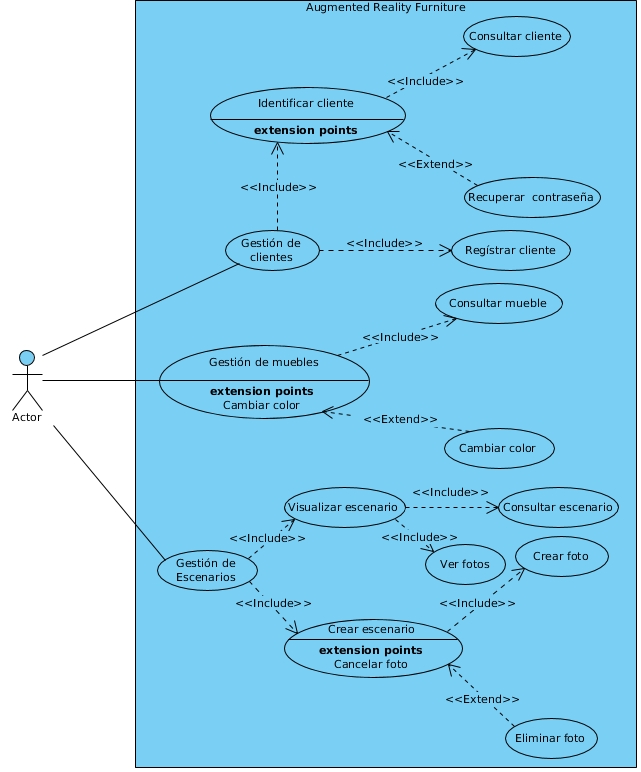 Augmented Reality Furniture
Consultar cliente
<<Include>>
Identificar cliente
extension points
<<Extend>>
Recuperar contraseña
<<Include>>
Gestión de
clientes
<<Include>>
Regístrar cliente
Consultar mueble
<<Include>>
Gestión de muebles
extension points
Cambiar color
<<Extend>>
Cambiar color
Actor
Visualizar escenario
<<Include>>
Consultar escenario
<<Include>>
<<Include>>
Ver fotos
Gestión de
Escenarios
<<Include>>
Crear foto
<<Include>>
Crear escenario
extension points
Cancelar foto
<<Extend>>
Eliminar foto